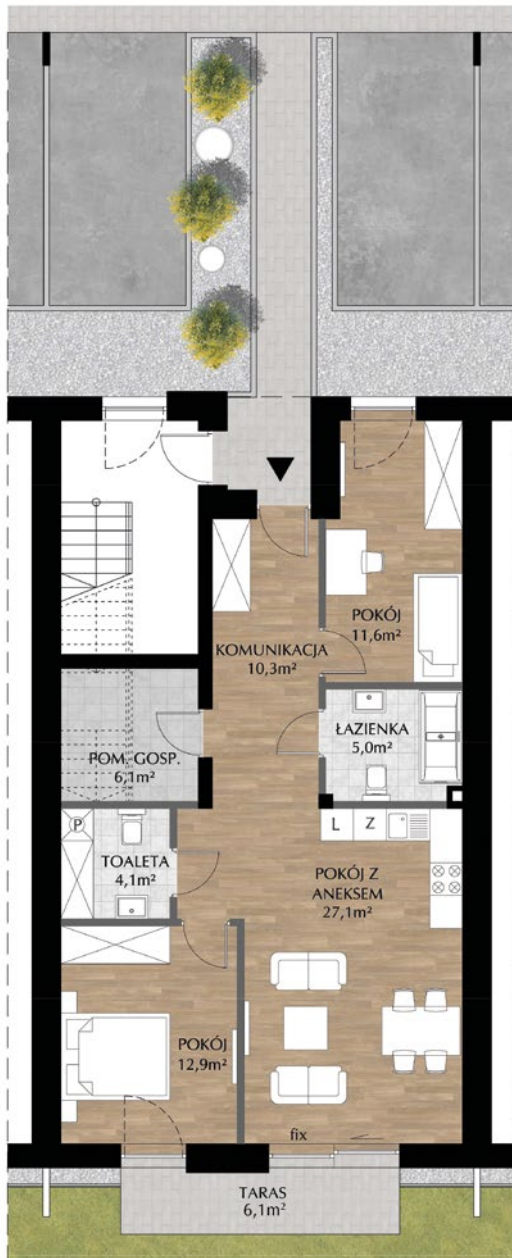 POKÓJ
11,6m²
KOMUNIKACJA
10,3m²
ŁAZIENKA
5,0m²
POM. GOSP.
6,1m²
P
TOALETA
4,1m²
L Z
POKÓJ Z
ANEKSEM
27,1m²
POKÓJ
12,9m²
fix
TARAS
6,1m²